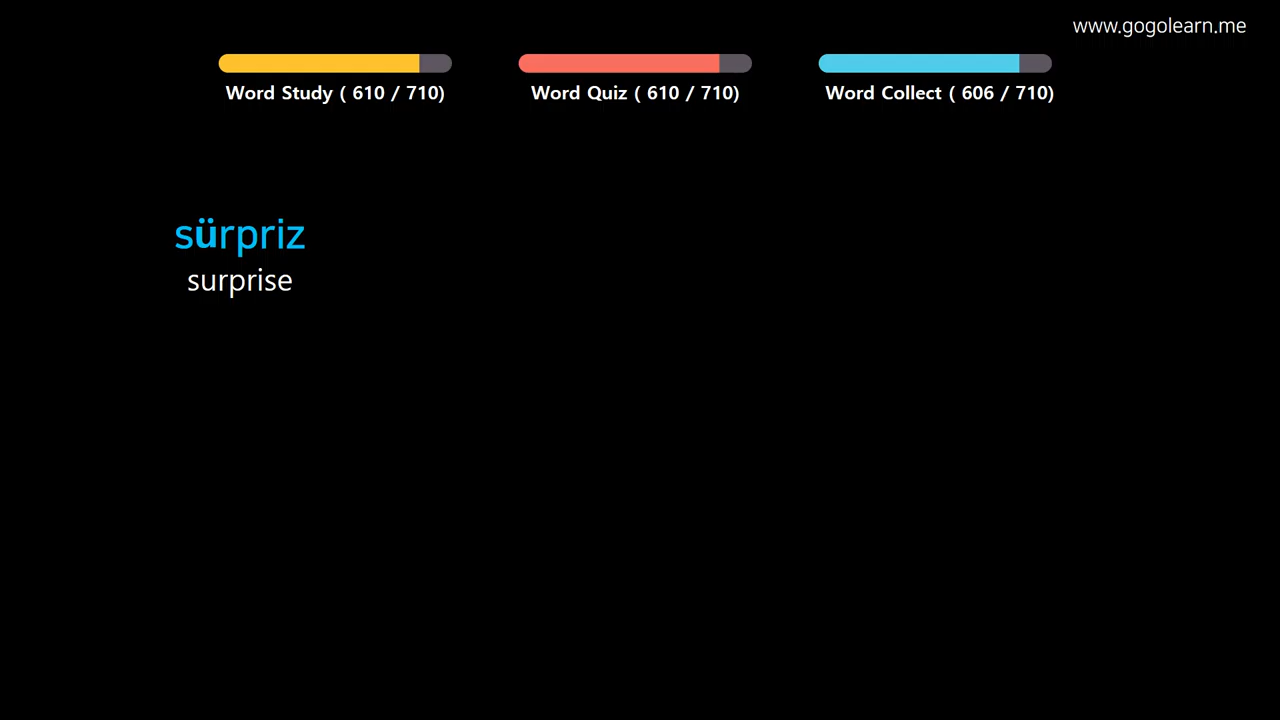 www.gogolearn.me
Word Study ( 610 / 710)
Word Quiz ( 610 / 710)
Word Collect ( 606 / 710)
sürpriz
surprise